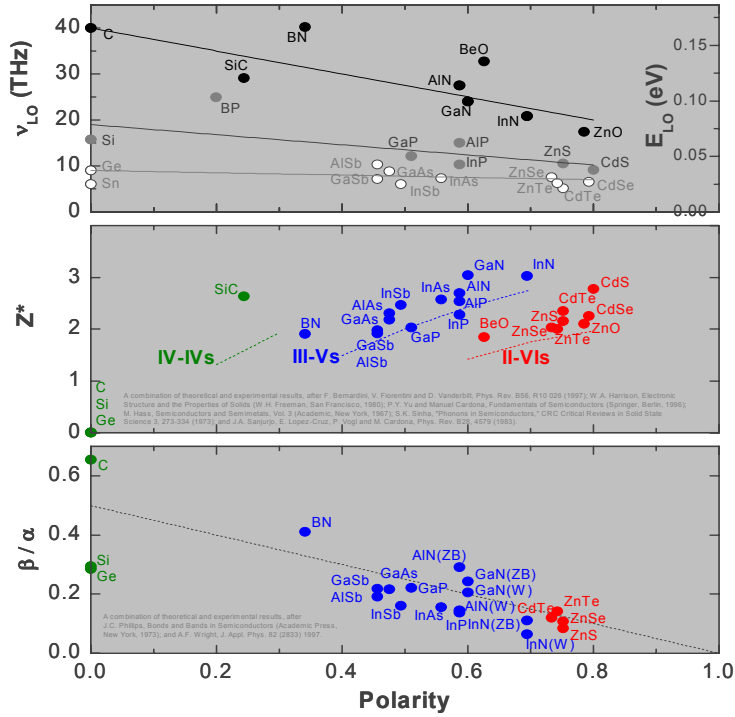 40
30
20
10
0
ν_LO (THz)
0.15
0.10
0.05
0.00
E_LO (eV)
C
BN
BeO
SiC
AlN
BP
GaN
InN
ZnO
Si
GaP
AlP
ZnS
Ge
AlSb
InP
CdS
GaAs
ZnSe
Sn
GaSb
InAs
ZnTe
CdSe
InSb
CdTe
3
2
1
0
Z*
GaN
InN
SiC
InAs
AlN
CdS
InSb
CdTe
AlAs
AlP
ZnS
CdSe
BN
GaAs
InP
BeO
ZnO
IV-IVs
III-Vs
GaSb
GaP
ZnSe
ZnTe
AlSb
II-VIs
C
Si
Ge
A combination of theoretical and experimental results, after F. Bernardini, V. Fiorentini and D. Vanderbilt, Phys. Rev. B56, R10 026 (1997); W.A. Harrison, Electronic
Structure and the Properties of Solids (W.H. Freeman, San Francisco, 1980); P.Y. Yu and Manuel Cardona, Fundamentals of Semiconductors (Springer, Berlin, 1996);
M. Hass, Semiconductors and Semimetals, Vol. 3 (Academic, New York, 1967); S.K. Sinha, "Phonons in Semiconductors," CRC Critical Reviews in Solid State
Science 3, 273-334 (1973); and J.A. Sanjurjo, E. Lopez-Cruz, P. Vogl and M. Cardona, Phys. Rev. B28, 4579 (1983).
0.6
0.4
0.2
0.0
β / α
C
BN
AlN(ZB)
Si
GaSb
GaAs
GaN(ZB)
Ge
GaP
GaN(W)
ZnTe
AlSb
AlN(W)
CdTe
InSb
InAs
InP
InN(ZB)
ZnSe
ZnS
InN(W)
A combination of theoretical and experimental results, after
J.C. Phillips, Bonds and Bands in Semiconductors (Academic Press,
New York, 1973); and A.F. Wright, J. Appl. Phys. 82 (2833) 1997.
0.0
0.2
0.4
0.6
0.8
1.0
Polarity